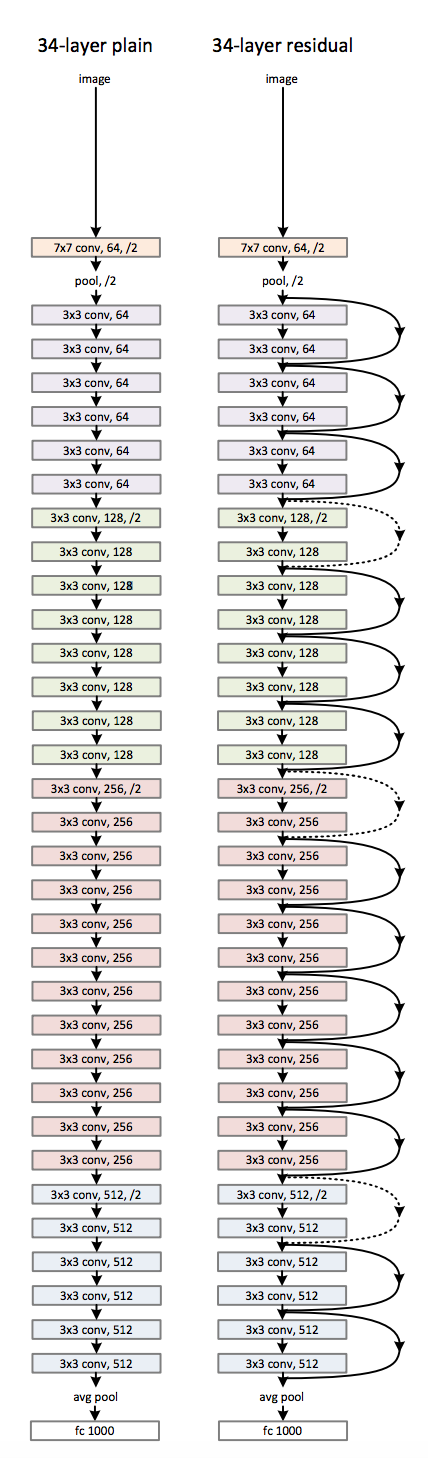 34-layer plain
image
7x7 conv, 64, /2
pool, /2
3x3 conv, 64
3x3 conv, 64
3x3 conv, 64
3x3 conv, 64
3x3 conv, 64
3x3 conv, 64
3x3 conv, 128, /2
3x3 conv, 128
3x3 conv, 128
3x3 conv, 128
3x3 conv, 128
3x3 conv, 128
3x3 conv, 128
3x3 conv, 128
3x3 conv, 256, /2
3x3 conv, 256
3x3 conv, 256
3x3 conv, 256
3x3 conv, 256
3x3 conv, 256
3x3 conv, 256
3x3 conv, 256
3x3 conv, 256
3x3 conv, 256
3x3 conv, 256
3x3 conv, 256
3x3 conv, 512, /2
3x3 conv, 512
3x3 conv, 512
3x3 conv, 512
3x3 conv, 512
3x3 conv, 512
avg pool
fc 1000
34-layer residual
image
7x7 conv, 64, /2
pool, /2
3x3 conv, 64
3x3 conv, 64
3x3 conv, 64
3x3 conv, 64
3x3 conv, 64
3x3 conv, 64
3x3 conv, 128, /2
3x3 conv, 128
3x3 conv, 128
3x3 conv, 128
3x3 conv, 128
3x3 conv, 128
3x3 conv, 128
3x3 conv, 128
3x3 conv, 256, /2
3x3 conv, 256
3x3 conv, 256
3x3 conv, 256
3x3 conv, 256
3x3 conv, 256
3x3 conv, 256
3x3 conv, 256
3x3 conv, 256
3x3 conv, 256
3x3 conv, 256
3x3 conv, 256
3x3 conv, 512, /2
3x3 conv, 512
3x3 conv, 512
3x3 conv, 512
3x3 conv, 512
3x3 conv, 512
avg pool
fc 1000